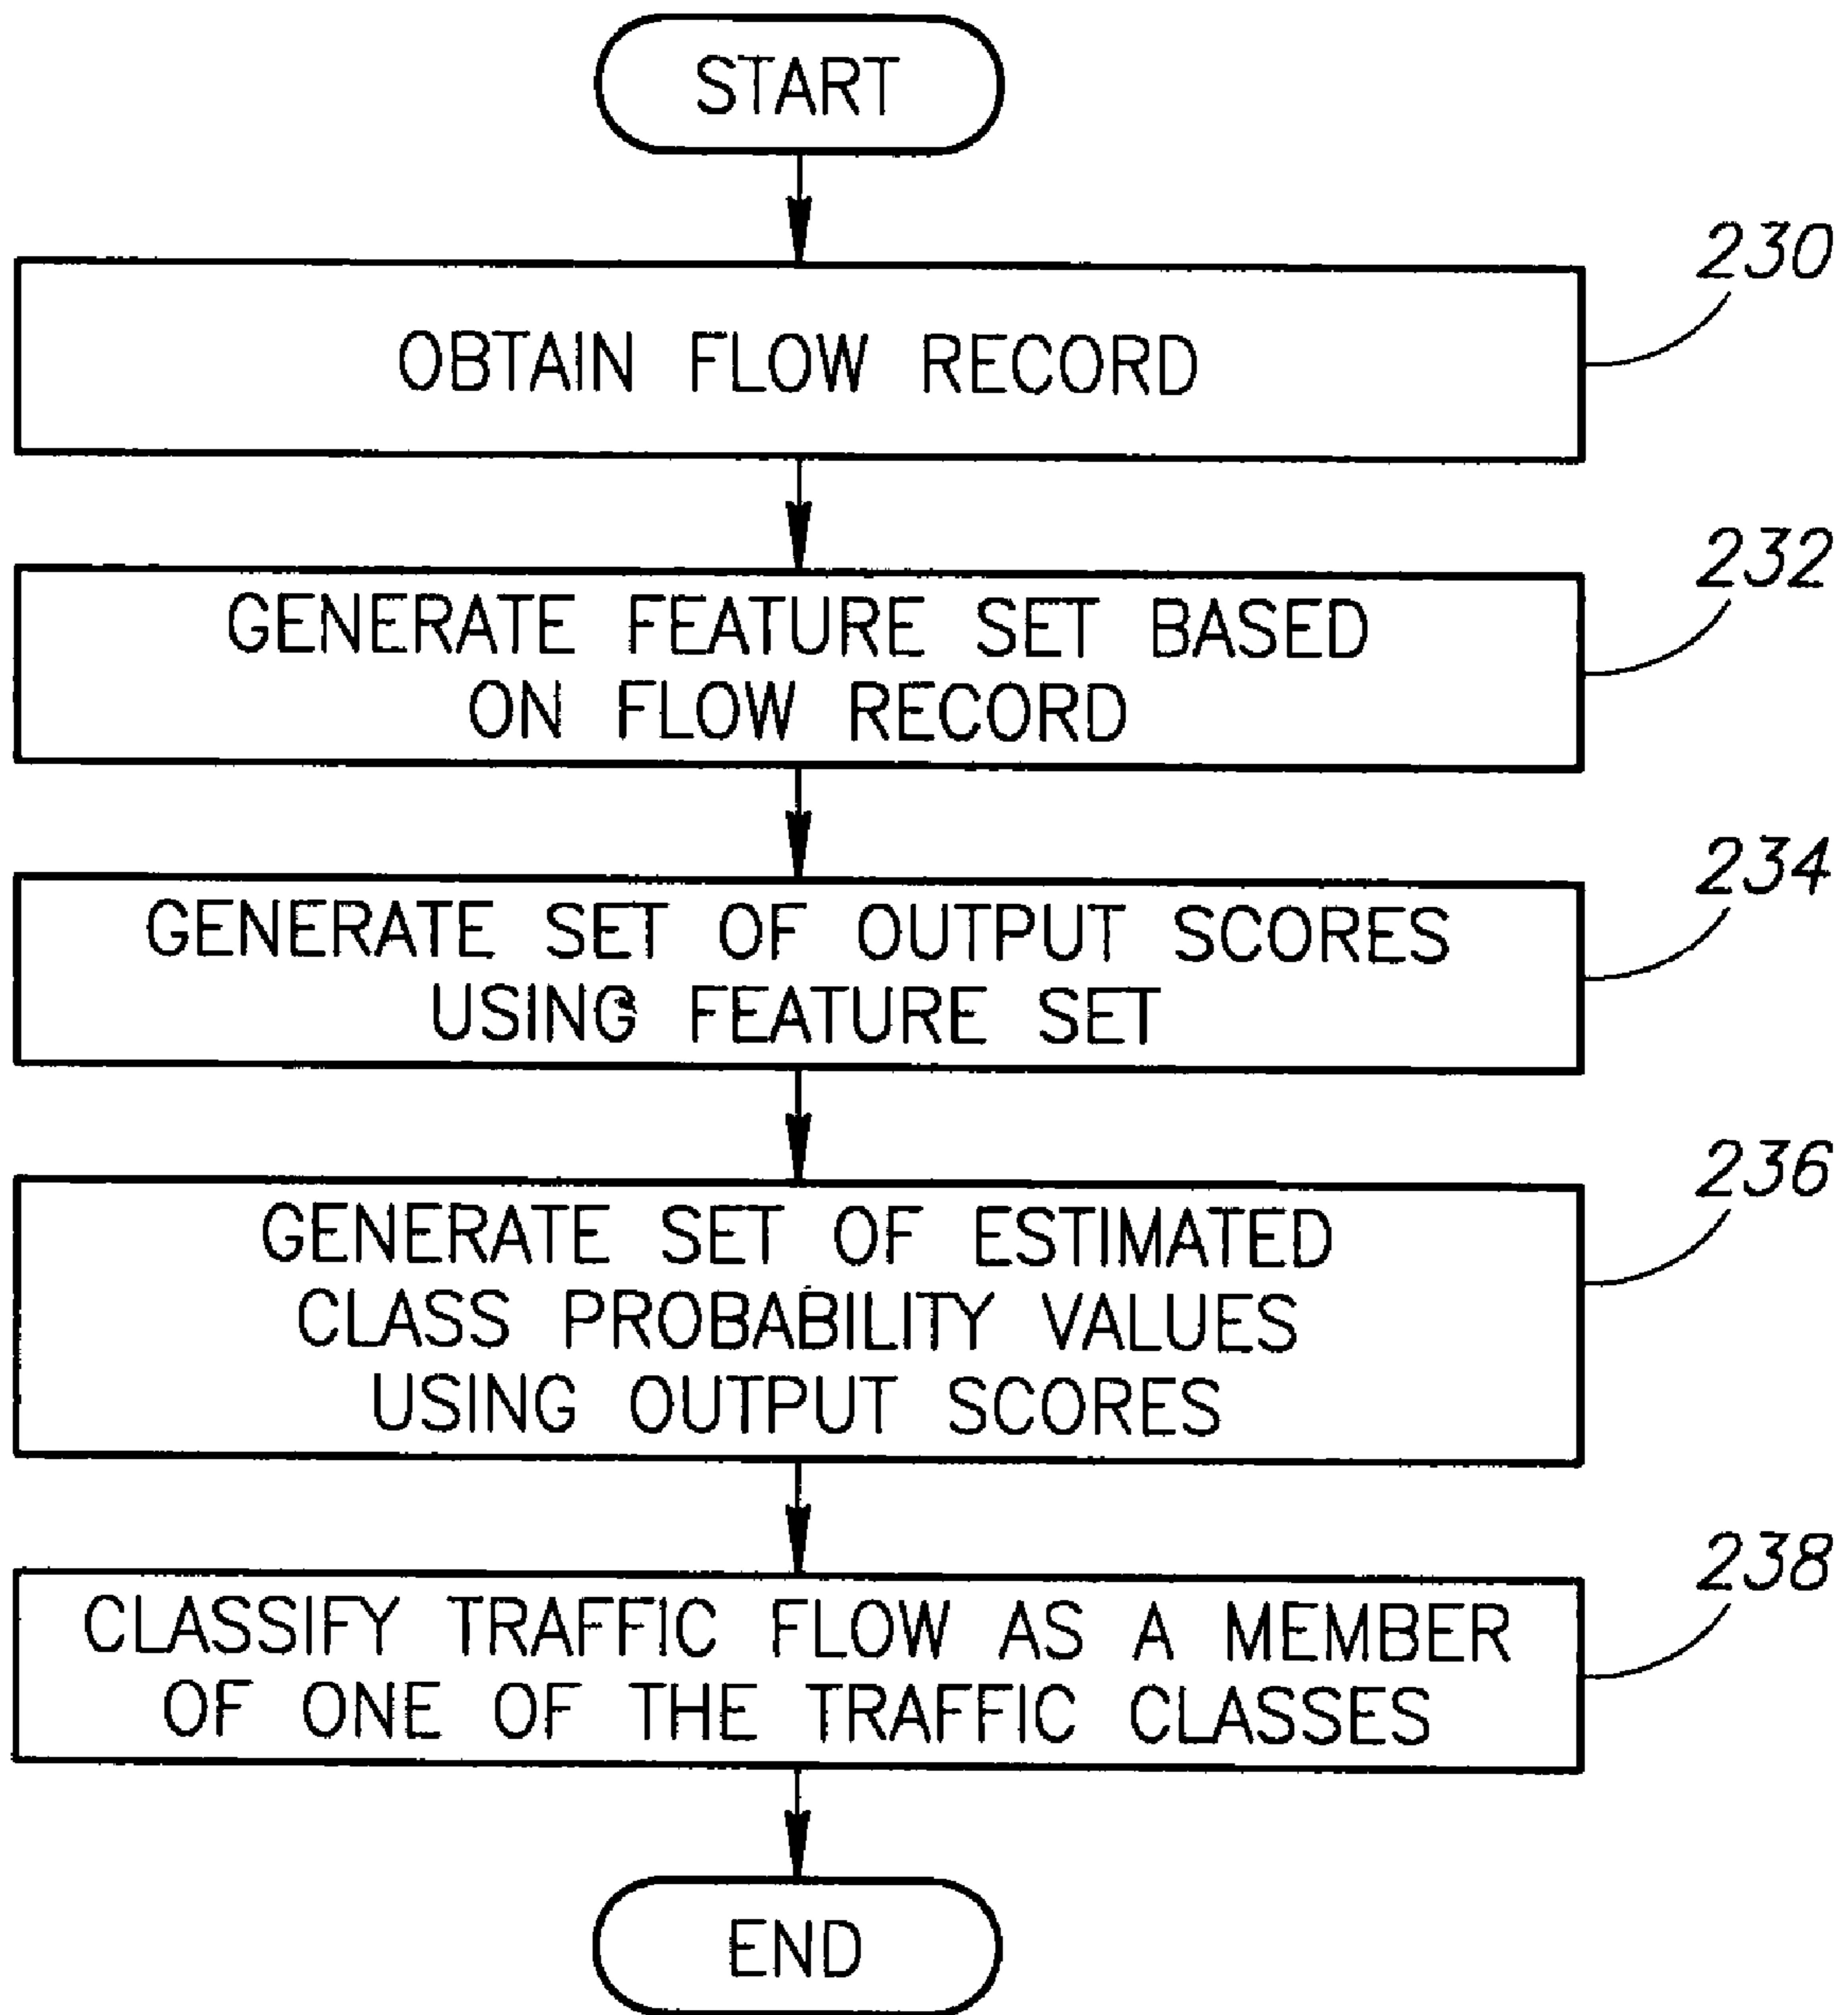 START
230
OBTAIN FLOW RECORD
232
GENERATE FEATURE SET BASED
ON FLOW RECORD
234
GENERATE SET OF OUTPUT SCORES
USING FEATURE SET
236
GENERATE SET OF ESTIMATED
CLASS PROBABILITY VALUES
USING OUTPUT SCORES
238
CLASSIFY TRAFFIC FLOW AS A MEMBER
OF ONE OF THE TRAFFIC CLASSES
END